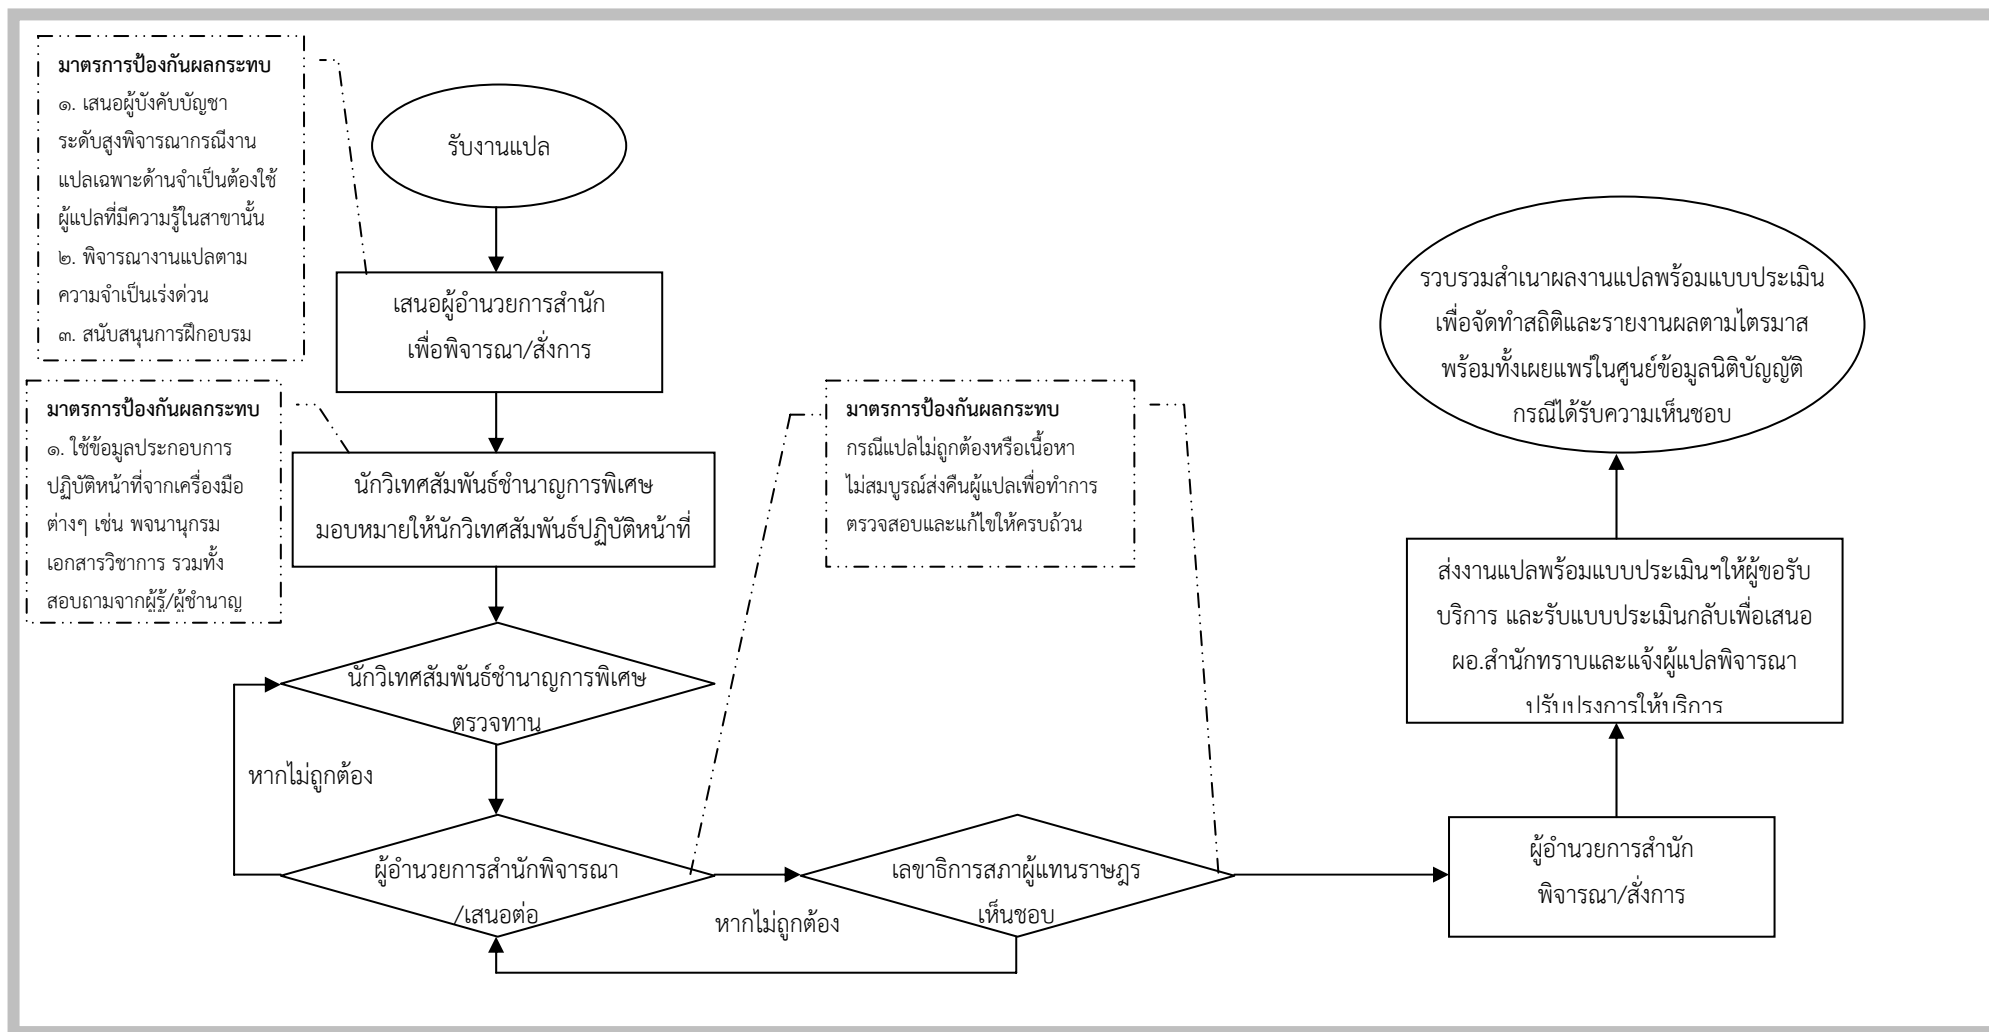 มาตรการป้องกันผลกระทบ
๑. เสนอผู้บังคับบัญชา
ระดับสูงพิจารณากรณีงาน
แปลเฉพาะด้านจำเป็นต้องใช้
ผู้แปลที่มีความรู้ในสาขานั้น
๒. พิจารณางานแปลตาม
ความจำเป็นเร่งด่วน
๓. สนับสนุนการฝึกอบรม
รับงานแปล
เสนอผู้อำนวยการสำนัก
เพื่อพิจารณา/สั่งการ
มาตรการป้องกันผลกระทบ
๑. ใช้ข้อมูลประกอบการ
ปฏิบัติหน้าที่จากเครื่องมือ
ต่างๆ เช่น พจนานุกรม
เอกสารวิชาการ รวมทั้ง
สอบถามจากผู้รู้/ผู้ชำนาญ
นักวิเทศสัมพันธ์ชำนาญการพิเศษ
มอบหมายให้นักวิเทศสัมพันธ์ปฏิบัติหน้าที่
มาตรการป้องกันผลกระทบ
กรณีแปลไม่ถูกต้องหรือเนื้อหา
ไม่สมบูรณ์ส่งคืนผู้แปลเพื่อทำการ
ตรวจสอบและแก้ไขให้ครบถ้วน
นักวิเทศสัมพันธ์ชำนาญการพิเศษ
ตรวจทาน
หากไม่ถูกต้อง
ผู้อำนวยการสำนักพิจารณา
/เสนอต่อ
หากไม่ถูกต้อง
เลขาธิการสภาผู้แทนราษฎร
เห็นชอบ
ผู้อำนวยการสำนัก
พิจารณา/สั่งการ
ส่งงานแปลพร้อมแบบประเมินฯให้ผู้ขอรับ
บริการ และรับแบบประเมินกลับเพื่อเสนอ
ผอ.สำนักทราบและแจ้งผู้แปลพิจารณา
ปรับปรุงการให้บริการ
รวบรวมสำเนาผลงานแปลพร้อมแบบประเมิน
เพื่อจัดทำสถิติและรายงานผลตามไตรมาส
พร้อมทั้งเผยแพร่ในศูนย์ข้อมูลนิติบัญญัติ
กรณีได้รับความเห็นชอบ